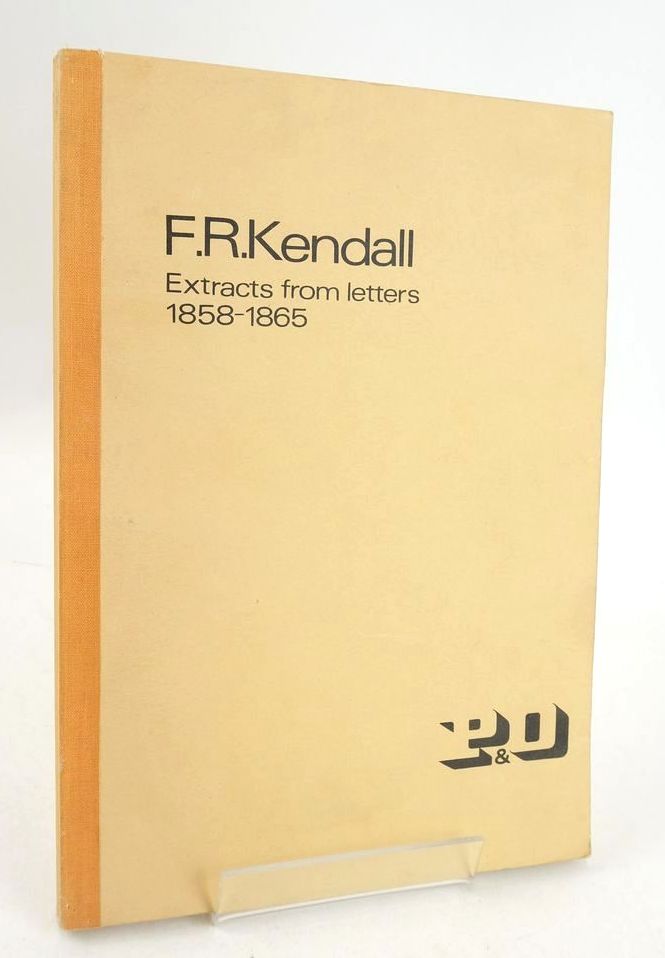 F.R.Kendall
Extracts from letters
1858-1865
P&O